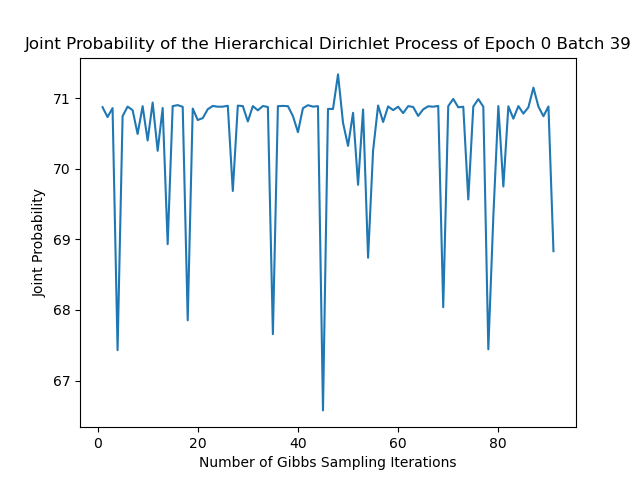 Joint Probability of the Hierarchical Dirichlet Process of Epoch 0 Batch 39
71
70
69
68
67
Joint Probability
0 20 40 60 80
Number of Gibbs Sampling Iterations